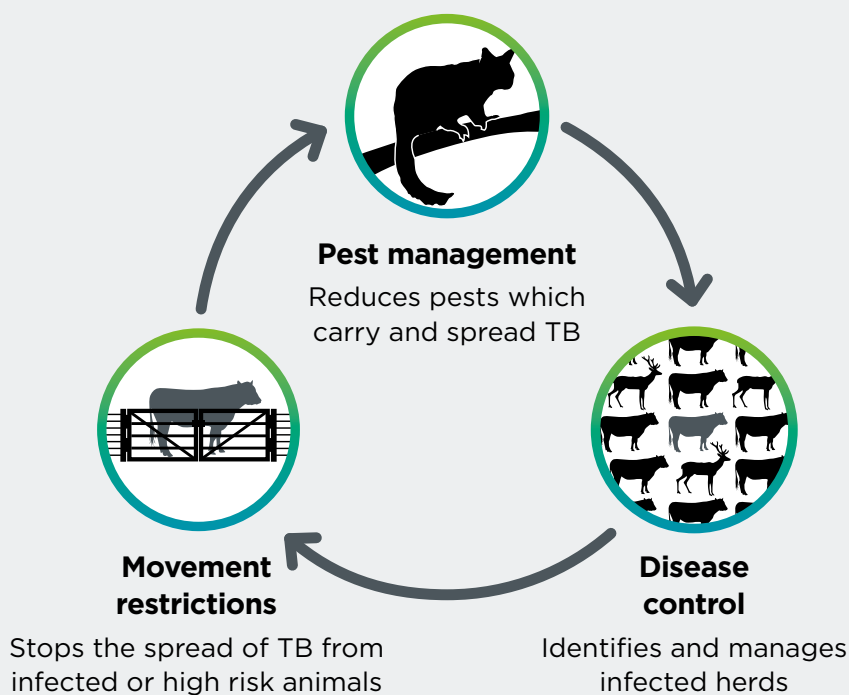 Pest management
Reduces pests which
carry and spread TB
Disease
control
Identifies and manages
infected herds
Movement
restrictions
Stops the spread of TB from
infected or high risk animals